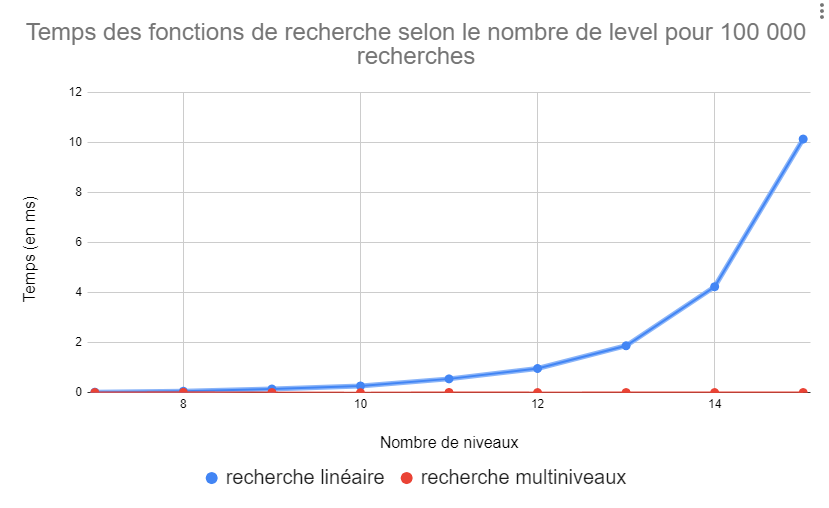 Temps des fonctions de recherche selon le nombre de level pour 100 000
recherches
12
10
8
6
4
2
0
Temps (en ms)
8
10
12
14
Nombre de niveaux
recherche linéaire
recherche multiniveaux